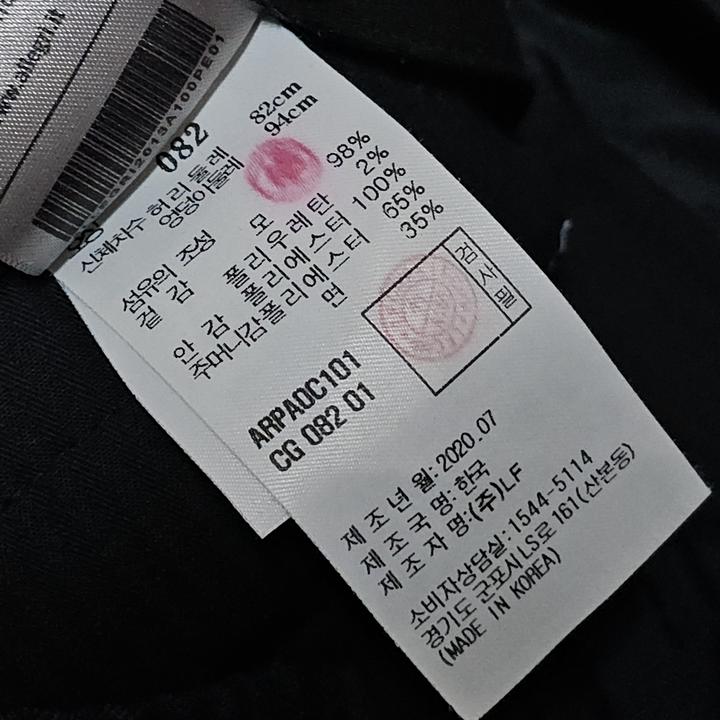 www.allegri.it
082
신체치수 허리 둘레 82cm
엉덩이둘레 94cm
섬유의 조성
겉 감 모 98%
폴리우레탄 2%
안 감 폴리에스터 100%
주머니감폴리에스터 65%
면 35%
검사필
ARPA0C101
CG 082 01
제 조 년 월: 2020.07
제 조 국 명: 한국
제 조 자 명:(주)LF
소비자상담실: 1544-5114
경기도 군포시LS로 161(산본동)
(MADE IN KOREA)